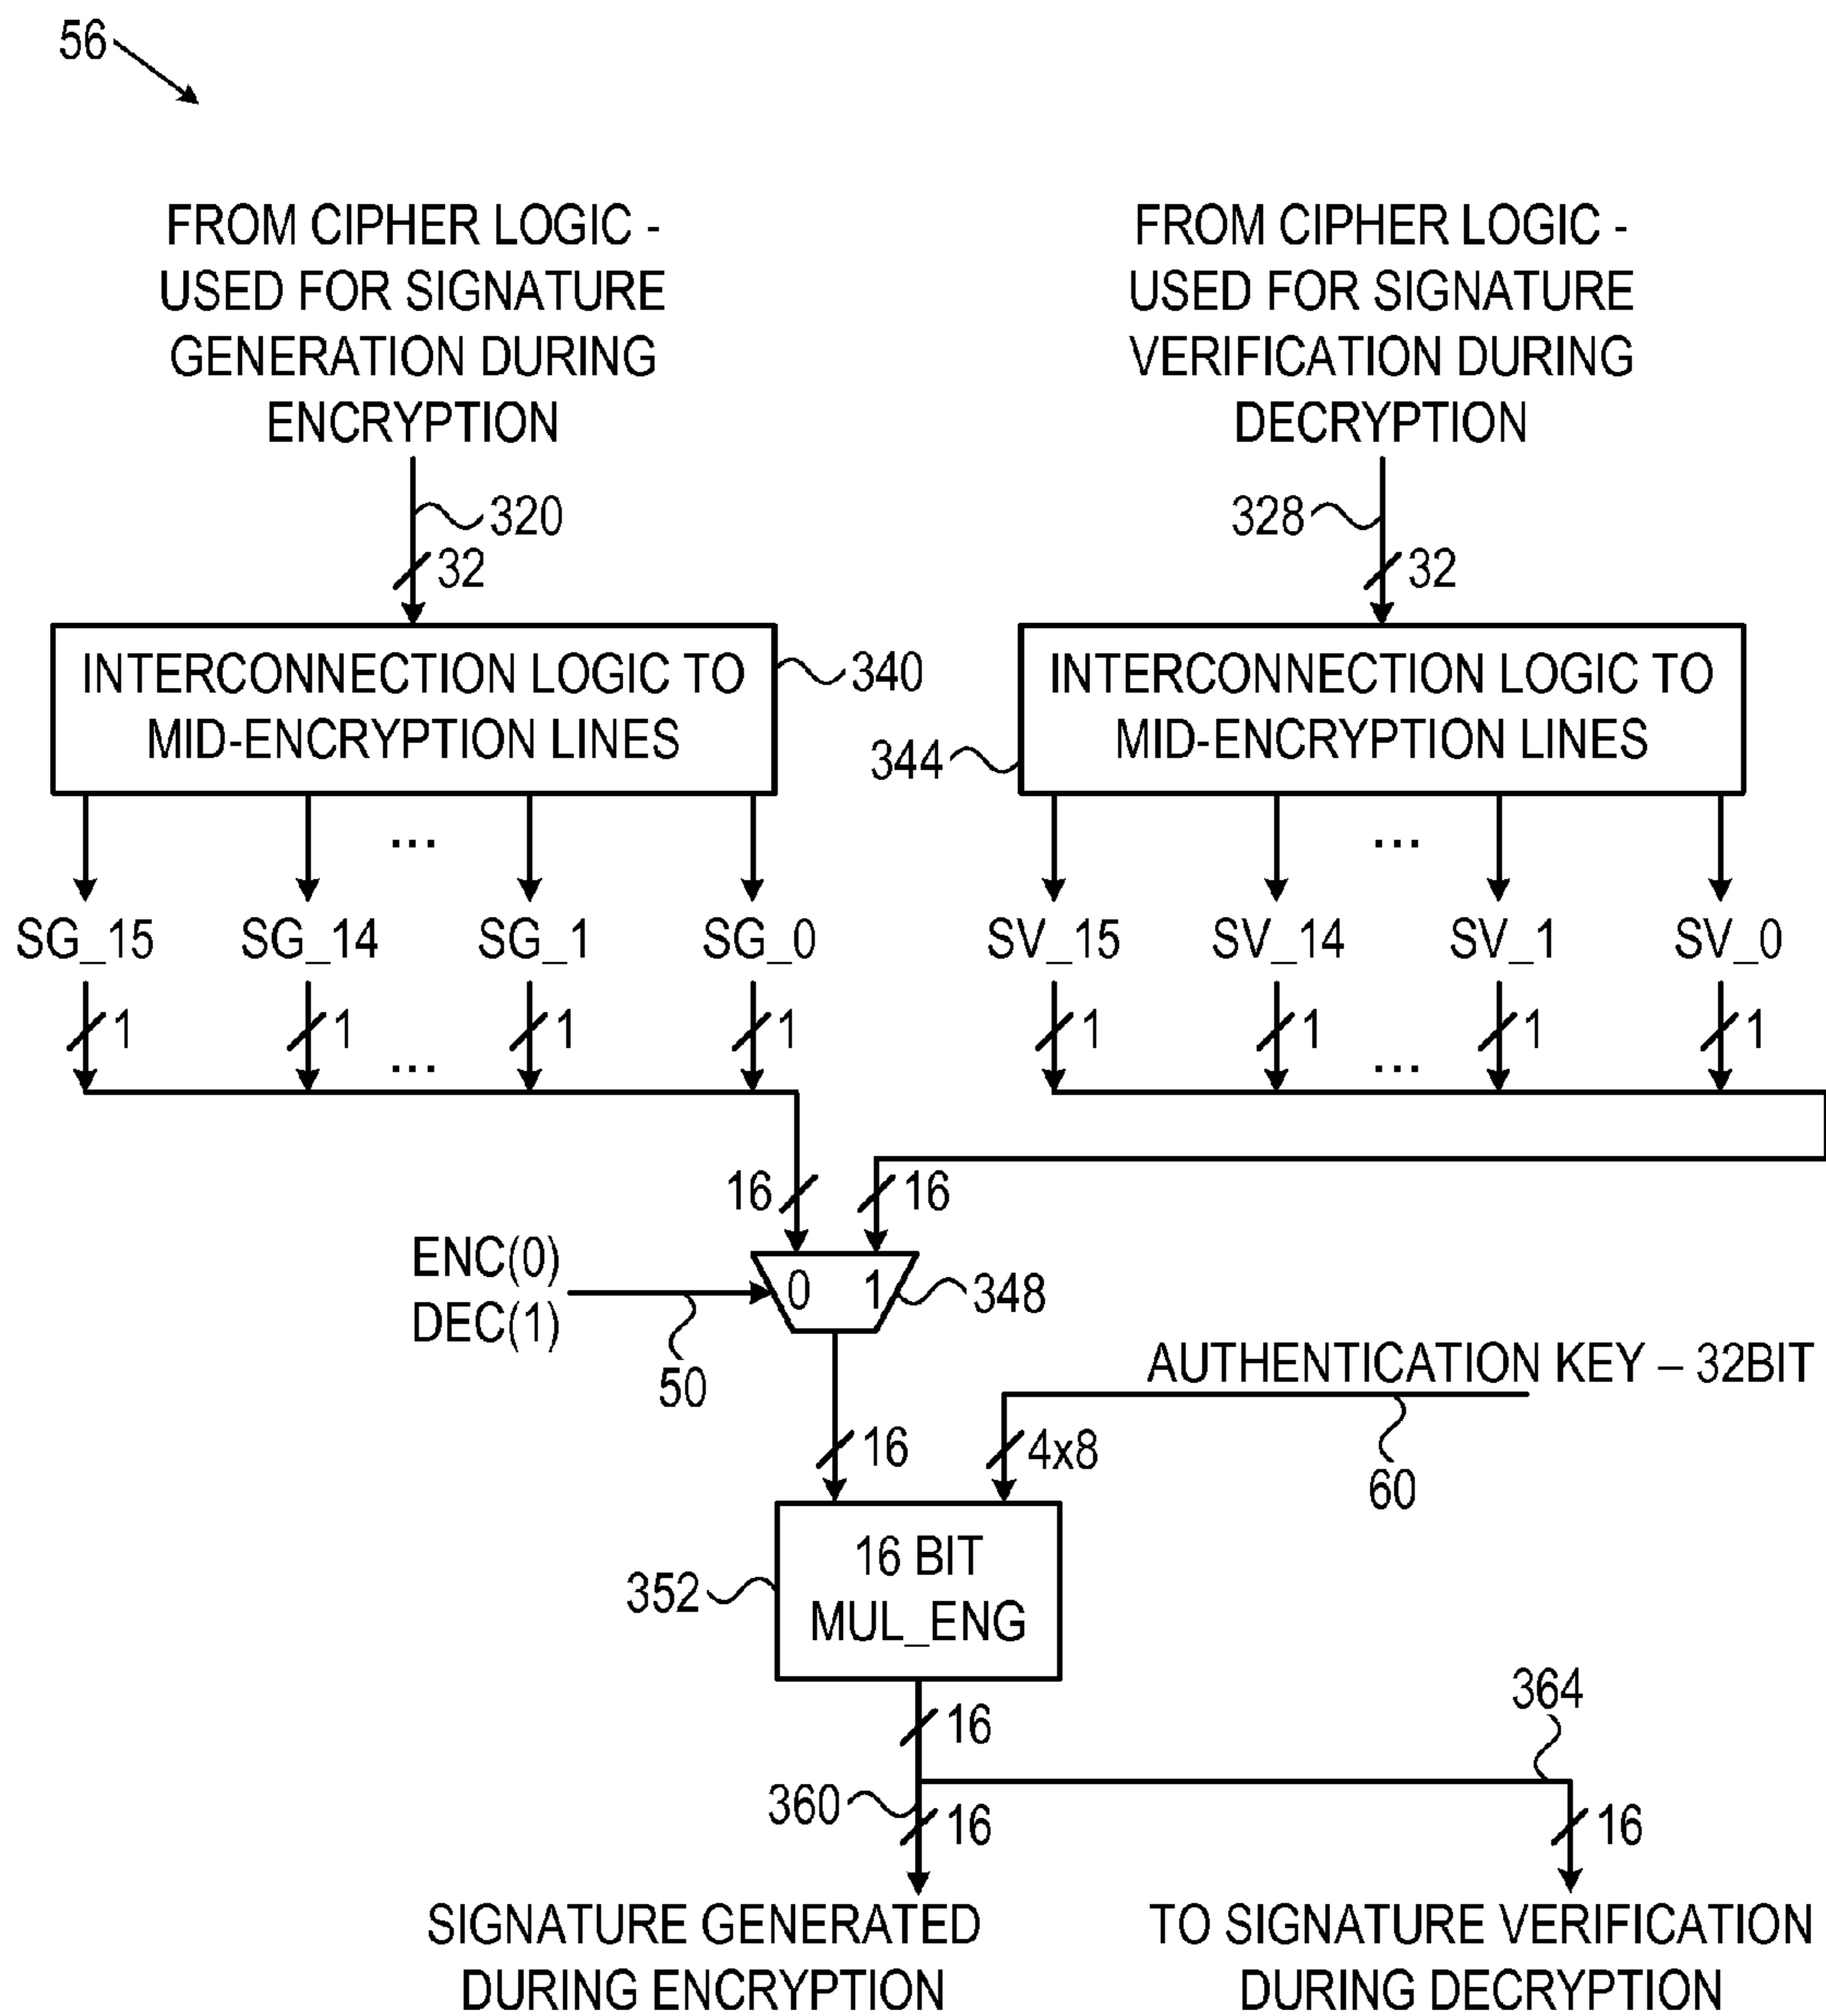 56
FROM CIPHER LOGIC -
USED FOR SIGNATURE
GENERATION DURING
ENCRYPTION
FROM CIPHER LOGIC -
USED FOR SIGNATURE
VERIFICATION DURING
DECRYPTION
320
32
328
32
INTERCONNECTION LOGIC TO
MID-ENCRYPTION LINES
340
INTERCONNECTION LOGIC TO
MID-ENCRYPTION LINES
344
... ...
SG_15 SG_14 SG_1 SG_0
SV_15 SV_14 SV_1 SV_0
1 1 1 1
1 1 1 1
... ...
16 16
ENC(0)
DEC(1)
0 1
348
50
AUTHENTICATION KEY – 32BIT
16
4x8
60
16 BIT
MUL_ENG
352
16
364
360
16
16
SIGNATURE GENERATED
DURING ENCRYPTION
TO SIGNATURE VERIFICATION
DURING DECRYPTION